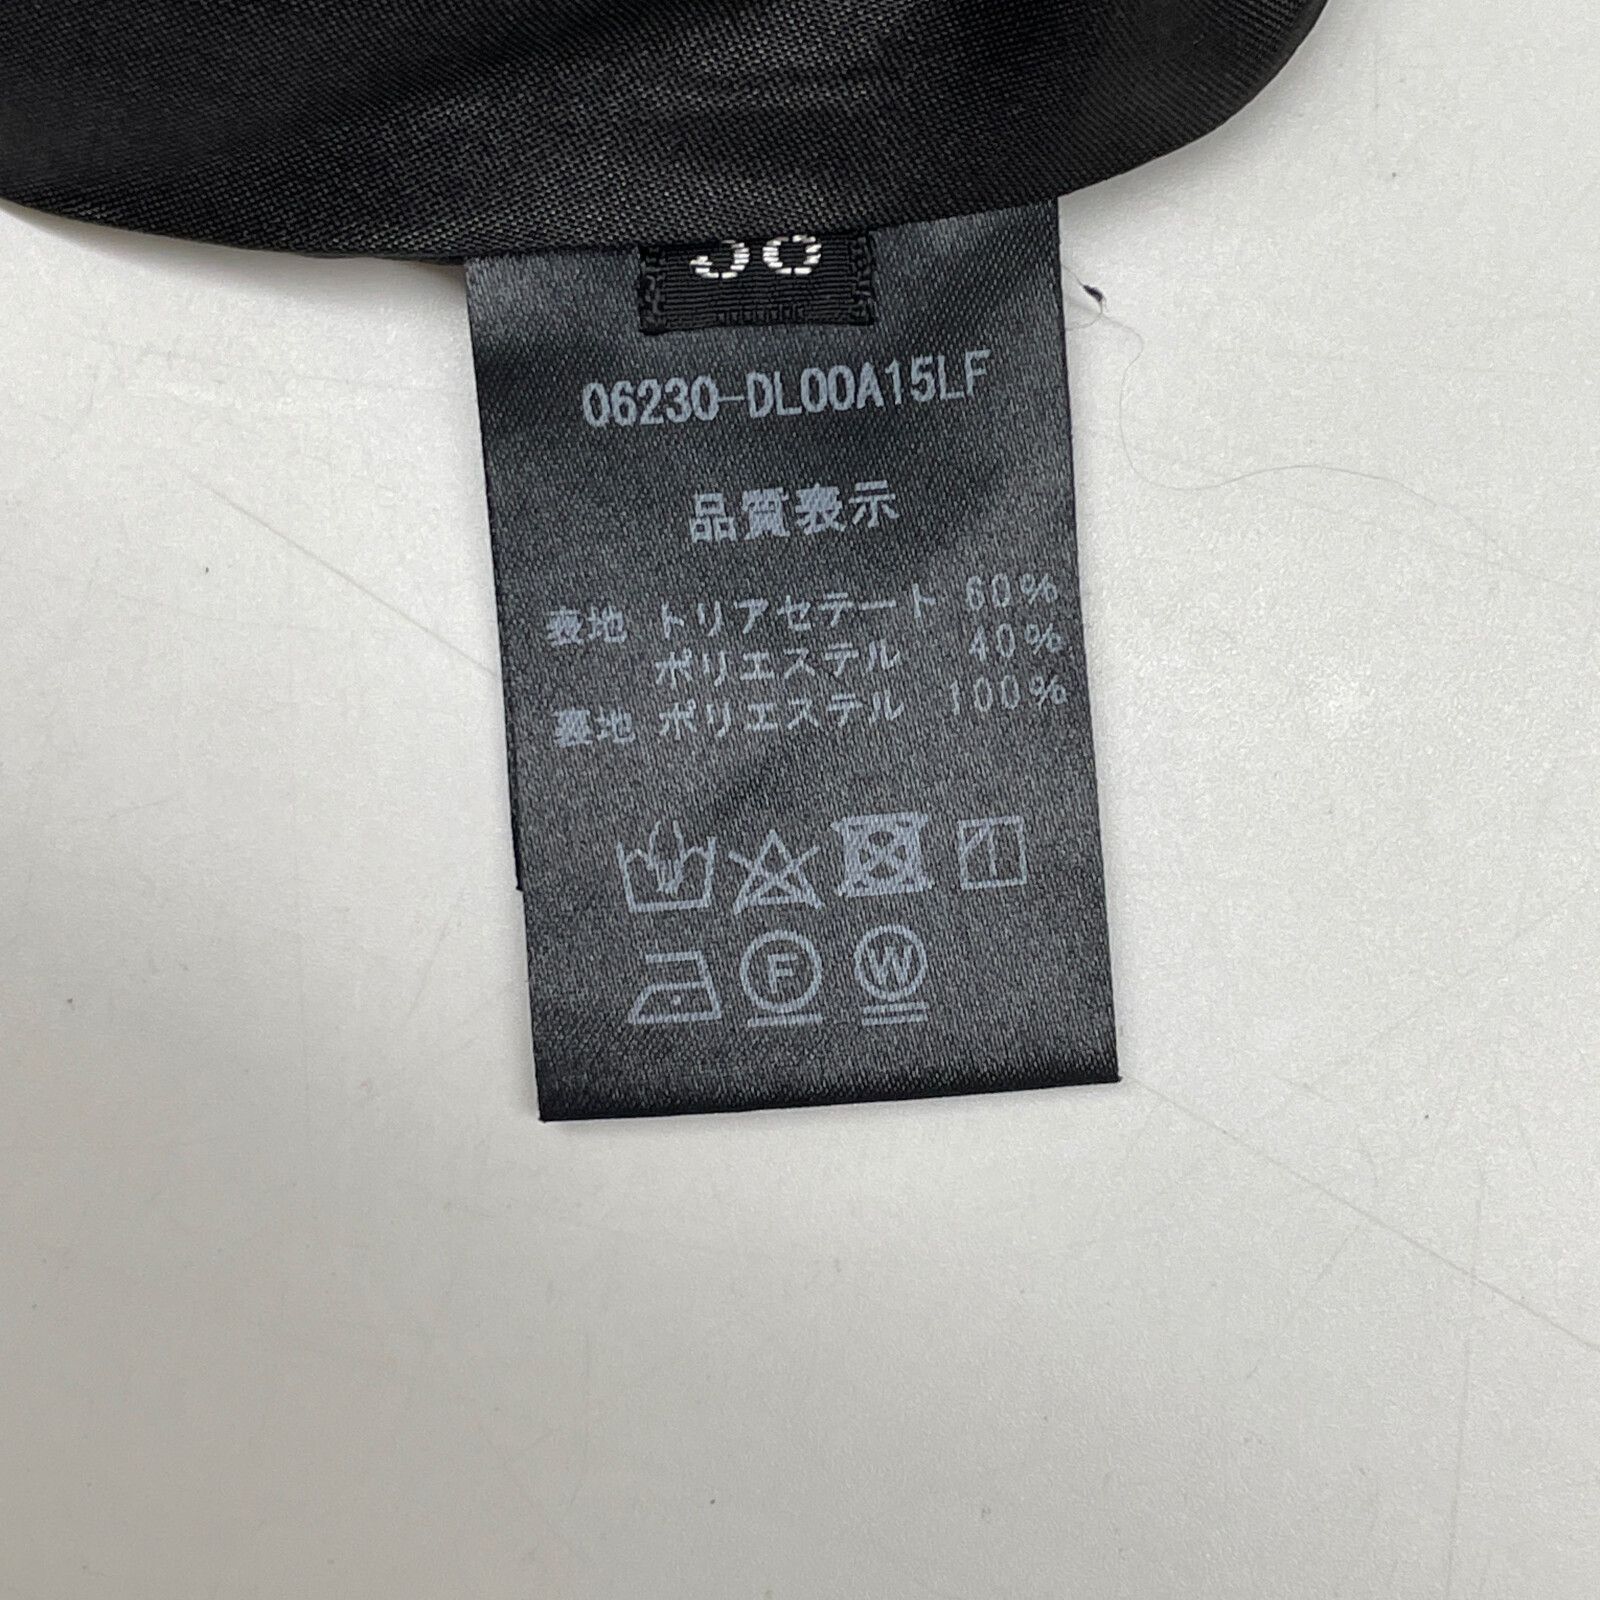 06230-DL00A15LF
品質表示
表地 トリアセテート 60%
ポリエステル 40%
裏地 ポリエステル 100%
F W